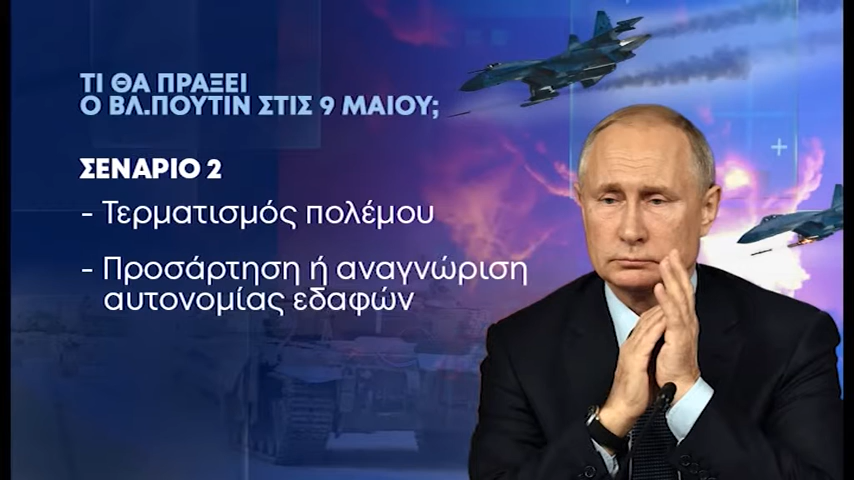 ΤΙ ΘΑ ΠΡΑΞΕΙ
Ο ΒΛ.ΠΟΥΤΙΝ ΣΤΙΣ 9 ΜΑΙΟΥ;
ΣΕΝΑΡΙΟ 2
- Τερματισμός πολέμου
- Προσάρτηση ή αναγνώριση
αυτονομίας εδαφών